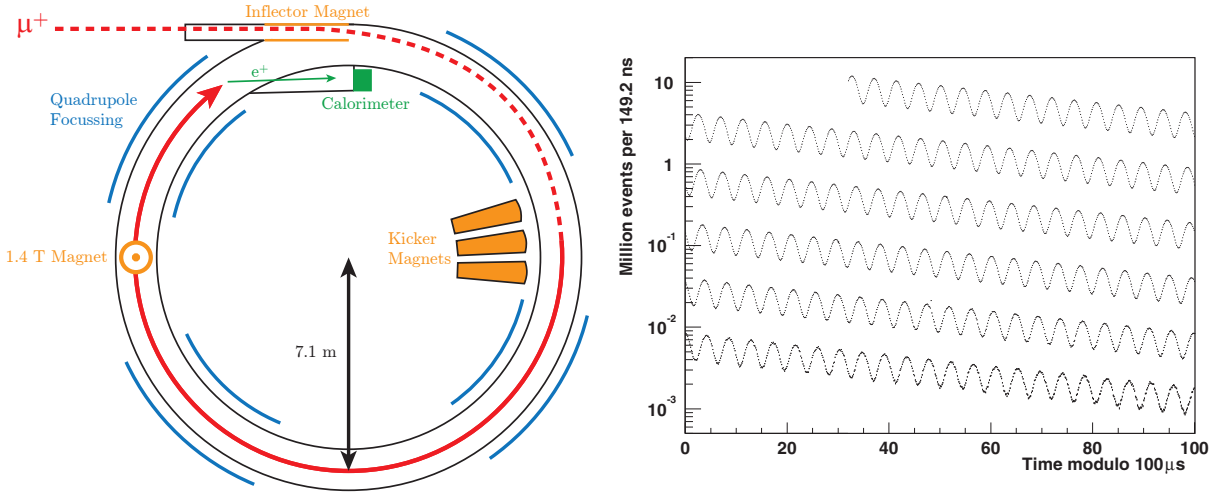 Inflector Magnet
μ+
e+
Calorimeter
Quadrupole
Focussing
Kicker
Magnets
1.4 T Magnet
7.1 m
Million events per 149.2 ns
10
1
10-1
10-2
10-3
0 20 40 60 80 100
Time modulo 100μs